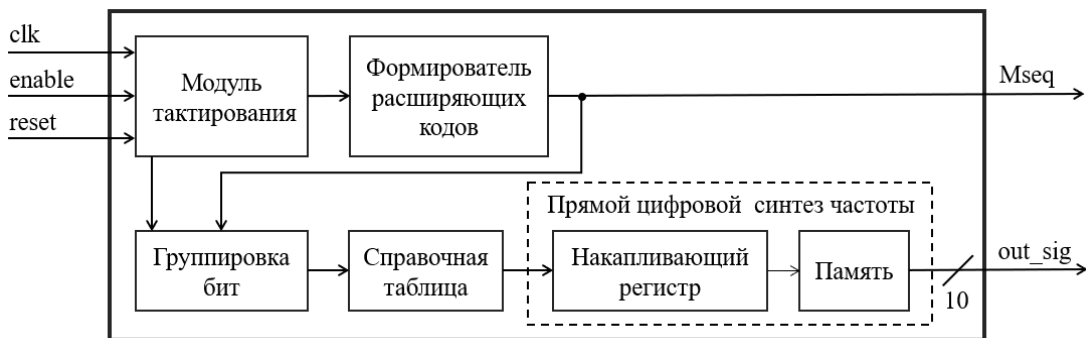 clk
enable
reset
Модуль
тактирования
Формирователь
расширяющих
кодов
Mseq
Прямой цифровой синтез частоты
Группировка
бит
Справочная
таблица
Накапливающий
регистр
Память
out_sig
10